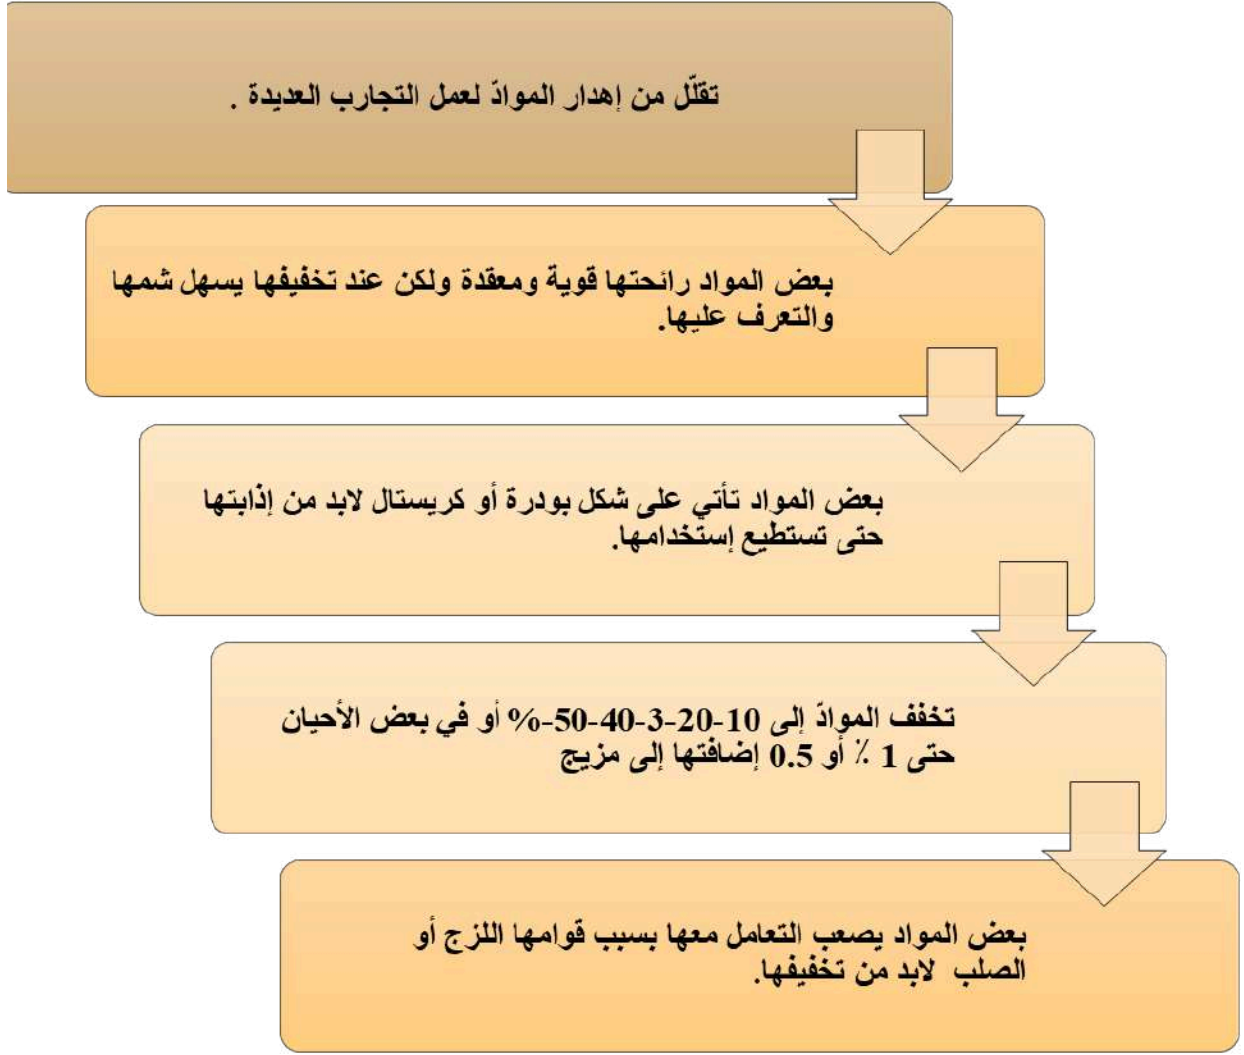 تقلّل من إهدار الموادّ لعمل التجارب العديدة .
بعض المواد رائحتها قوية ومعقدة ولكن عند تخفيفها يسهل شمها
والتعرف عليها.
بعض المواد تأتي على شكل بودرة أو كريستال لابد من إذابتها
حتى تستطيع إستخدامها.
تخفف الموادّ إلى 10-20-3-40-50-% أو في بعض الأحيان
حتى 1 ٪ أو 0.5 إضافتها إلى مزيج
بعض المواد يصعب التعامل معها بسبب قوامها اللزج أو
الصلب لابد من تخفيفها.